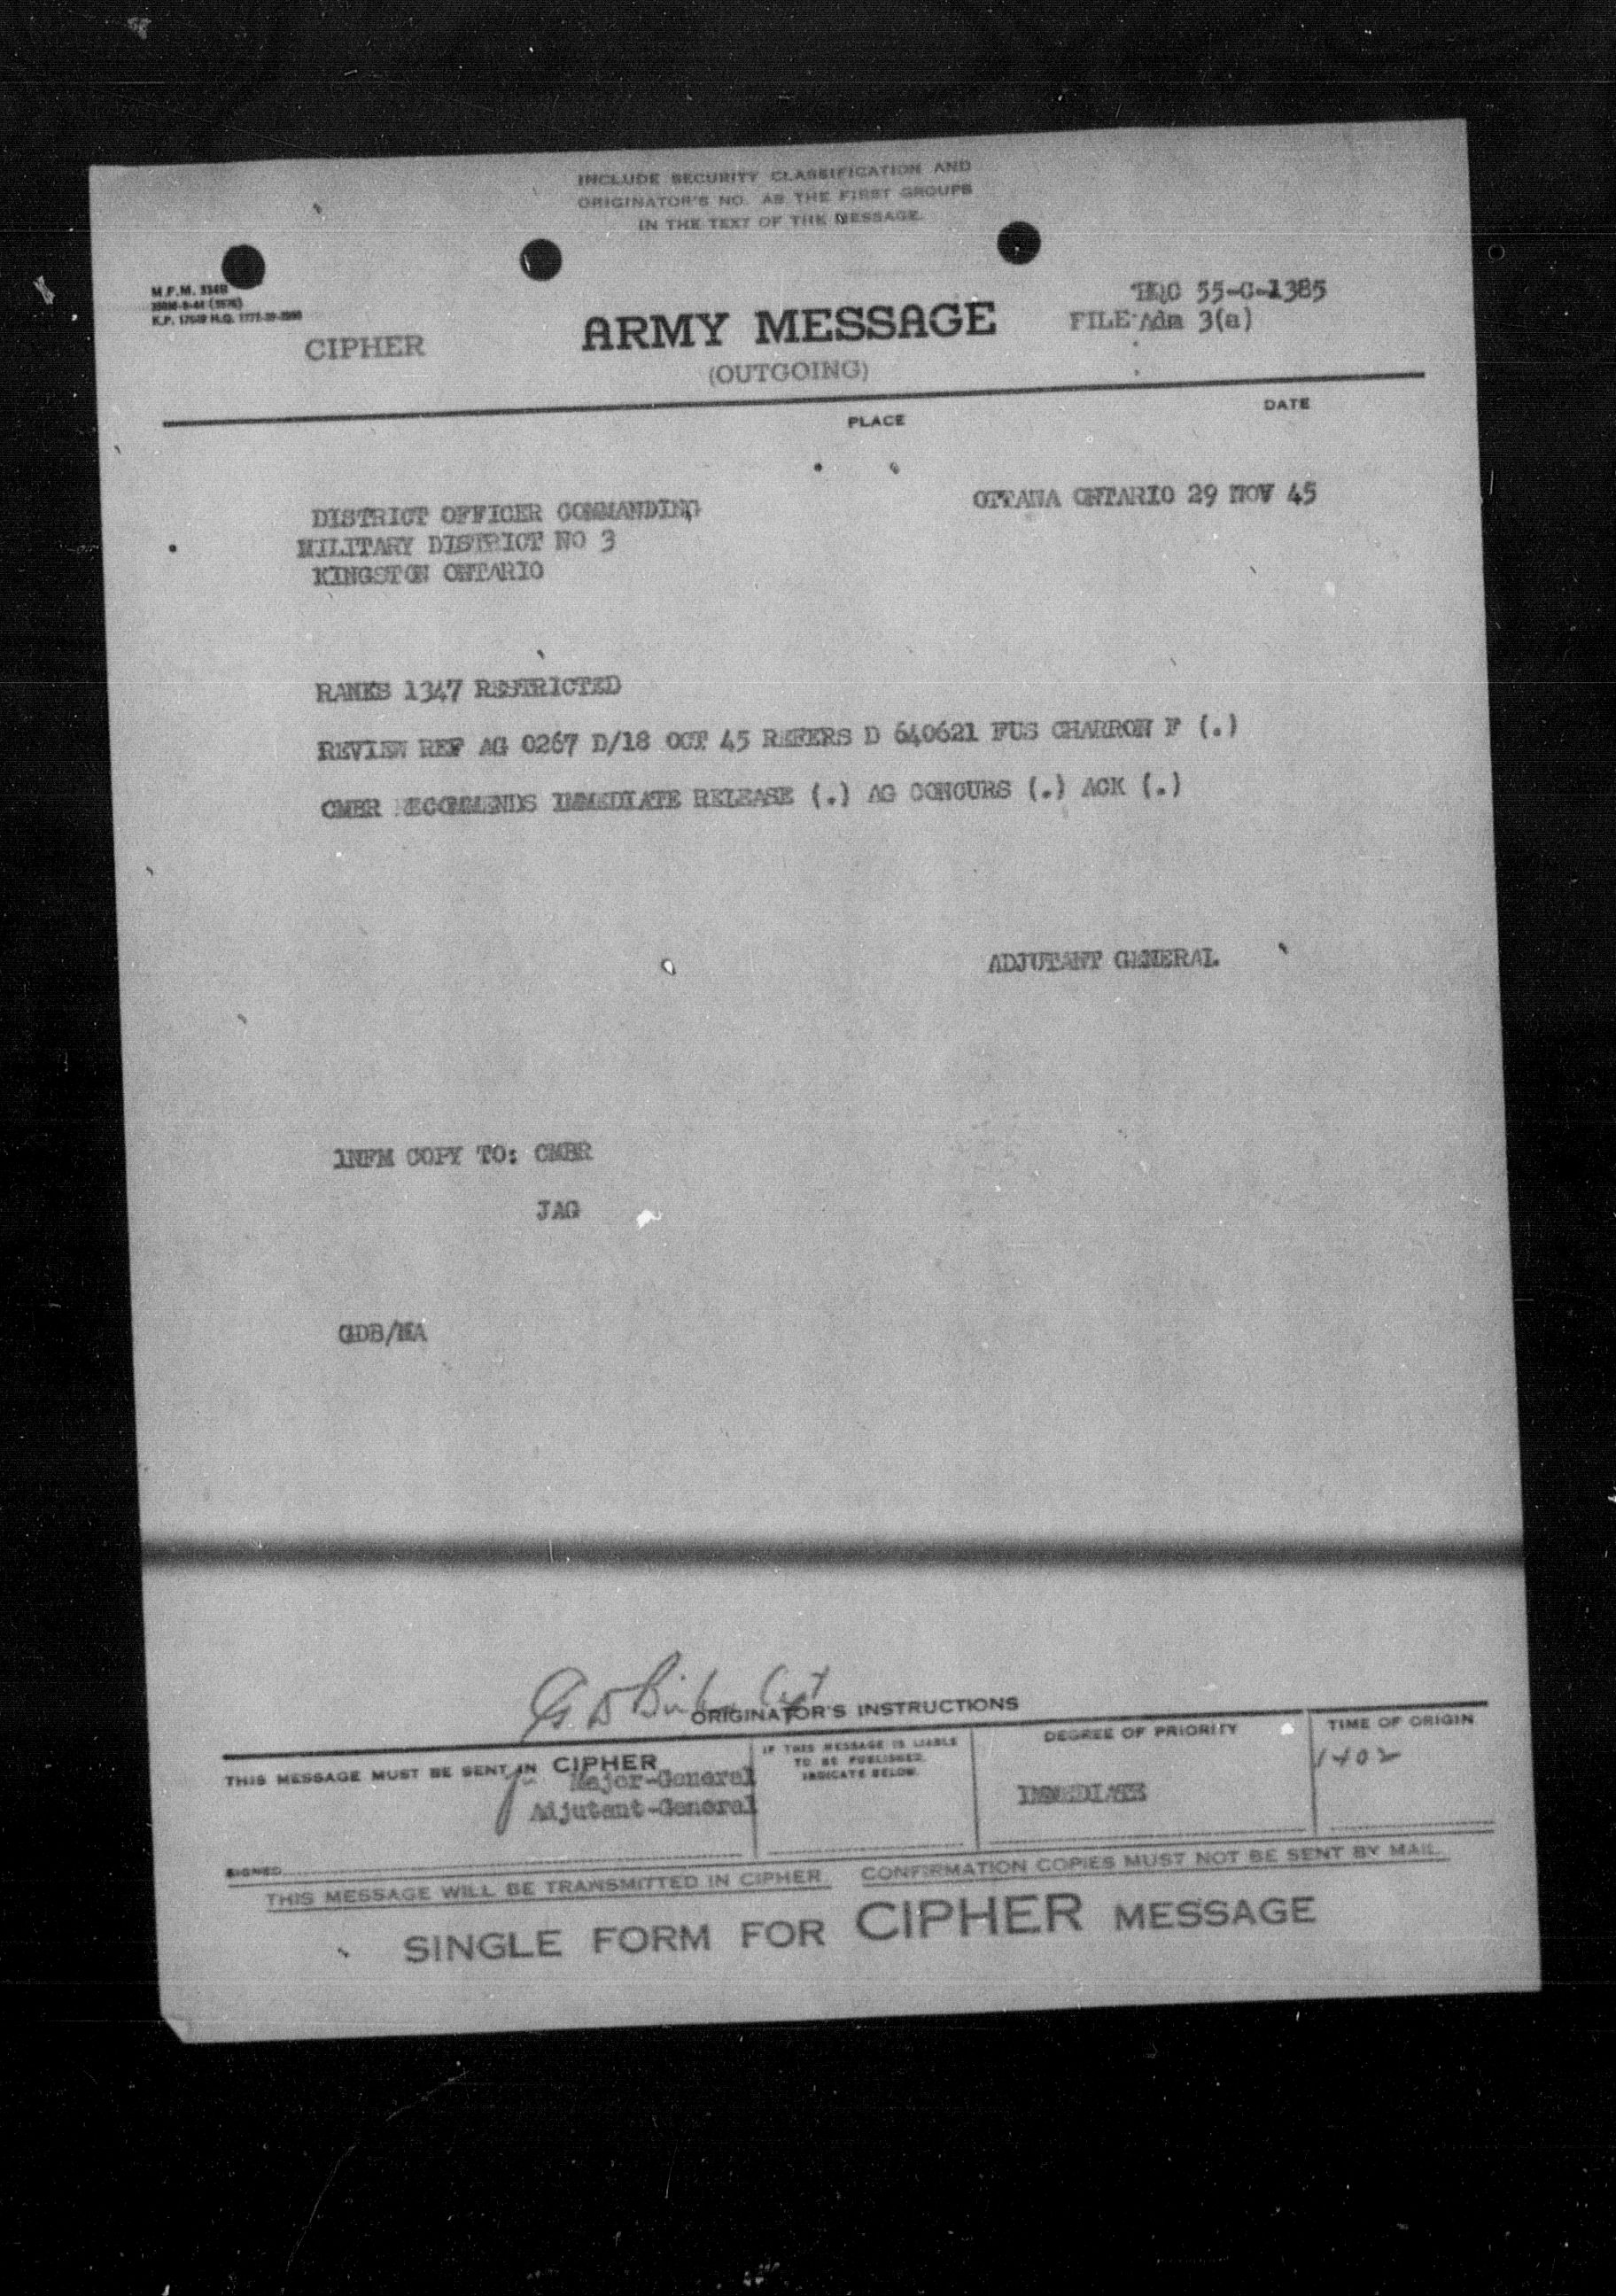 INCLUDE SECURITY CLASSIFICATION AND
ORIGINATOR'S NO. AS THE FIRST GROUPS
IN THE TEXT OF THE MESSAGE.
M.F.M. 334B
HQC 55-C-1385
FILE Adm 3(a)
CIPHER
ARMY MESSAGE
(OUTGOING)
PLACE
DATE
DISTRICT OFFICER COMMANDING
MILITARY DISTRICT NO 3
KINGSTON ONTARIO
OTTAWA ONTARIO 29 NOV 45
RANKS 1347 RESTRICTED
REVIEW REF AG 0267 D/18 OCT 45 REFERS D 640621 FUS CHARRON F (.)
CMBR RECOMMENDS IMMEDIATE RELEASE (.) AG CONCURS (.) ACK (.)
ADJUTANT GENERAL
INFM COPY TO: CMBR
JAG
GDB/MA
ORIGINATOR'S INSTRUCTIONS
THIS MESSAGE MUST BE SENT IN CIPHER
Major-General
Adjutant-General
SIGNED
IF THIS MESSAGE IS LIABLE
TO BE PUBLISHED,
INDICATE BELOW.
DEGREE OF PRIORITY
IMMEDIATE
TIME OF ORIGIN
1402
THIS MESSAGE WILL BE TRANSMITTED IN CIPHER. CONFIRMATION COPIES MUST NOT BE SENT BY MAIL.
SINGLE FORM FOR CIPHER MESSAGE